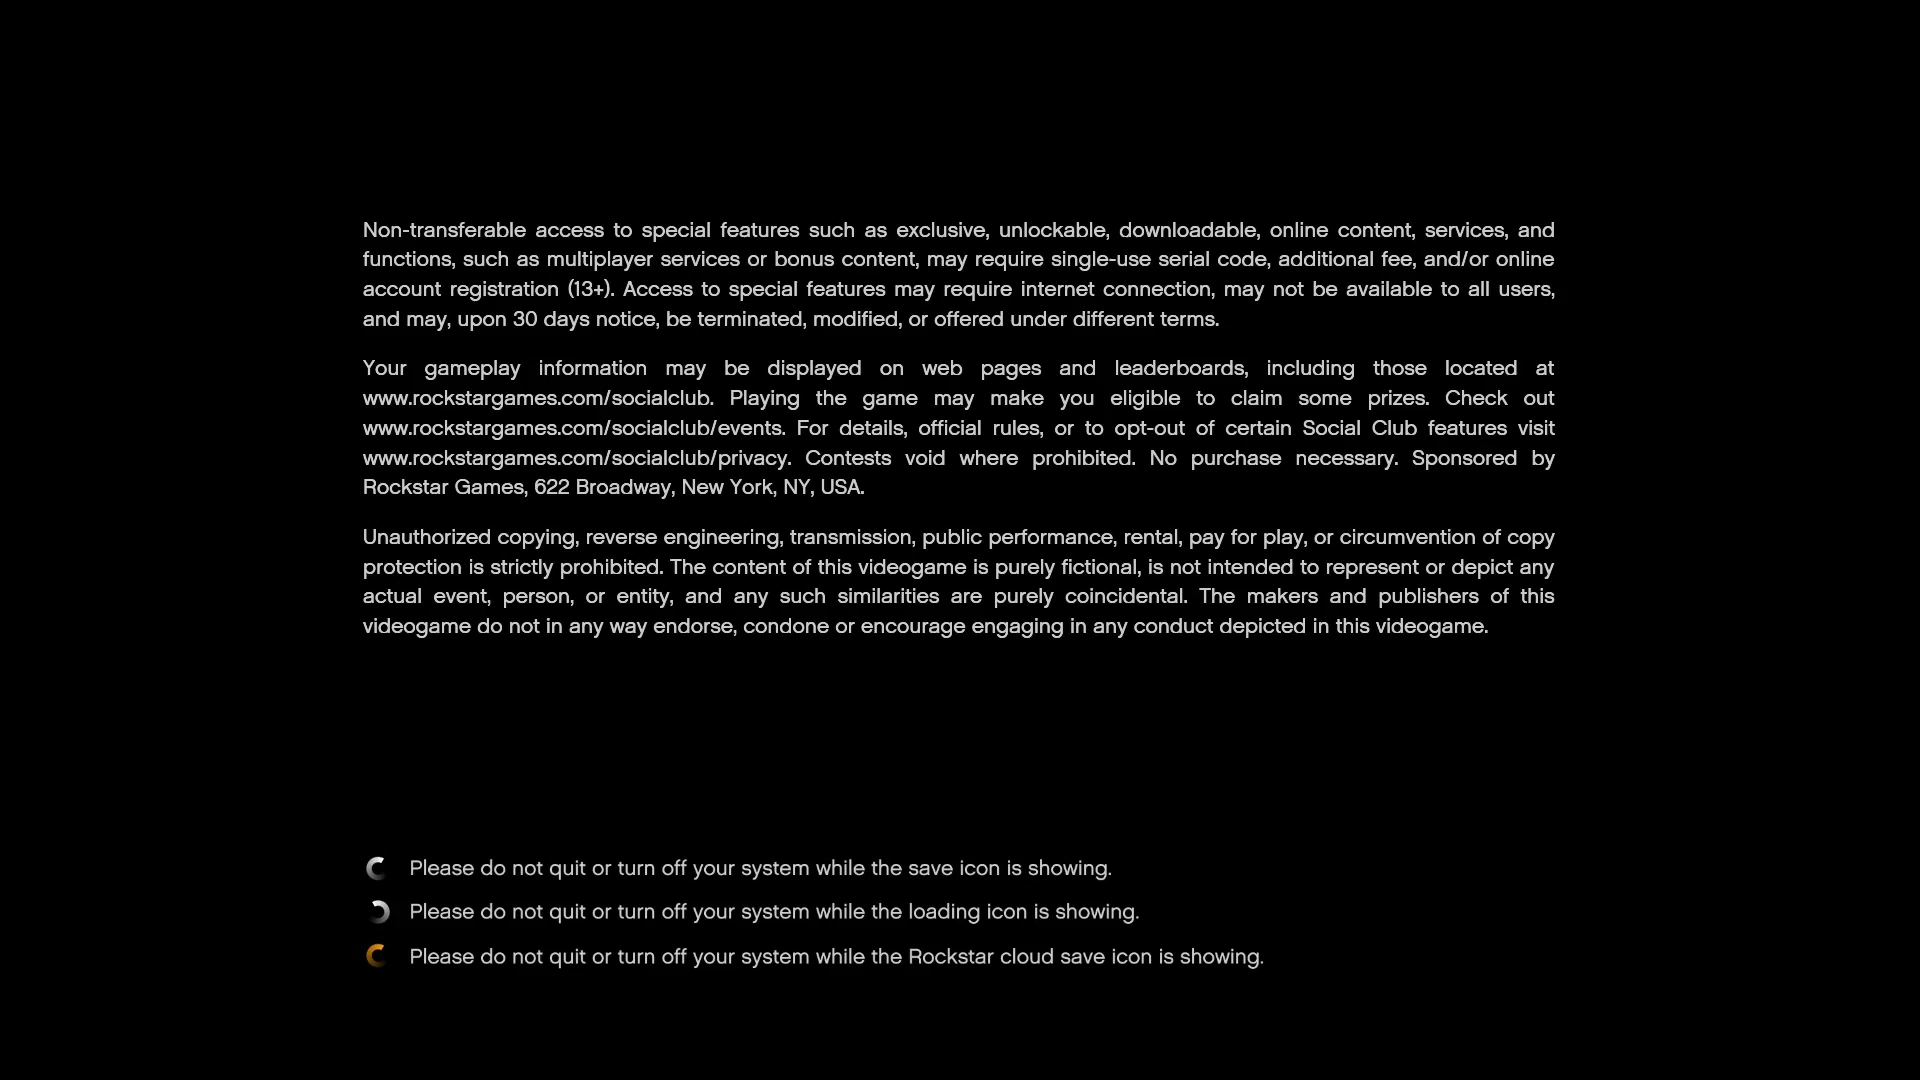 Non-transferable access to special features such as exclusive, unlockable, downloadable, online content, services, and
functions, such as multiplayer services or bonus content, may require single-use serial code, additional fee, and/or online
account registration (13+). Access to special features may require internet connection, may not be available to all users,
and may, upon 30 days notice, be terminated, modified, or offered under different terms.
Your gameplay information may be displayed on web pages and leaderboards, including those located at
www.rockstargames.com/socialclub. Playing the game may make you eligible to claim some prizes. Check out
www.rockstargames.com/socialclub/events. For details, official rules, or to opt-out of certain Social Club features visit
www.rockstargames.com/socialclub/privacy. Contests void where prohibited. No purchase necessary. Sponsored by
Rockstar Games, 622 Broadway, New York, NY, USA.
Unauthorized copying, reverse engineering, transmission, public performance, rental, pay for play, or circumvention of copy
protection is strictly prohibited. The content of this videogame is purely fictional, is not intended to represent or depict any
actual event, person, or entity, and any such similarities are purely coincidental. The makers and publishers of this
videogame do not in any way endorse, condone or encourage engaging in any conduct depicted in this videogame.
Please do not quit or turn off your system while the save icon is showing.
Please do not quit or turn off your system while the loading icon is showing.
Please do not quit or turn off your system while the Rockstar cloud save icon is showing.